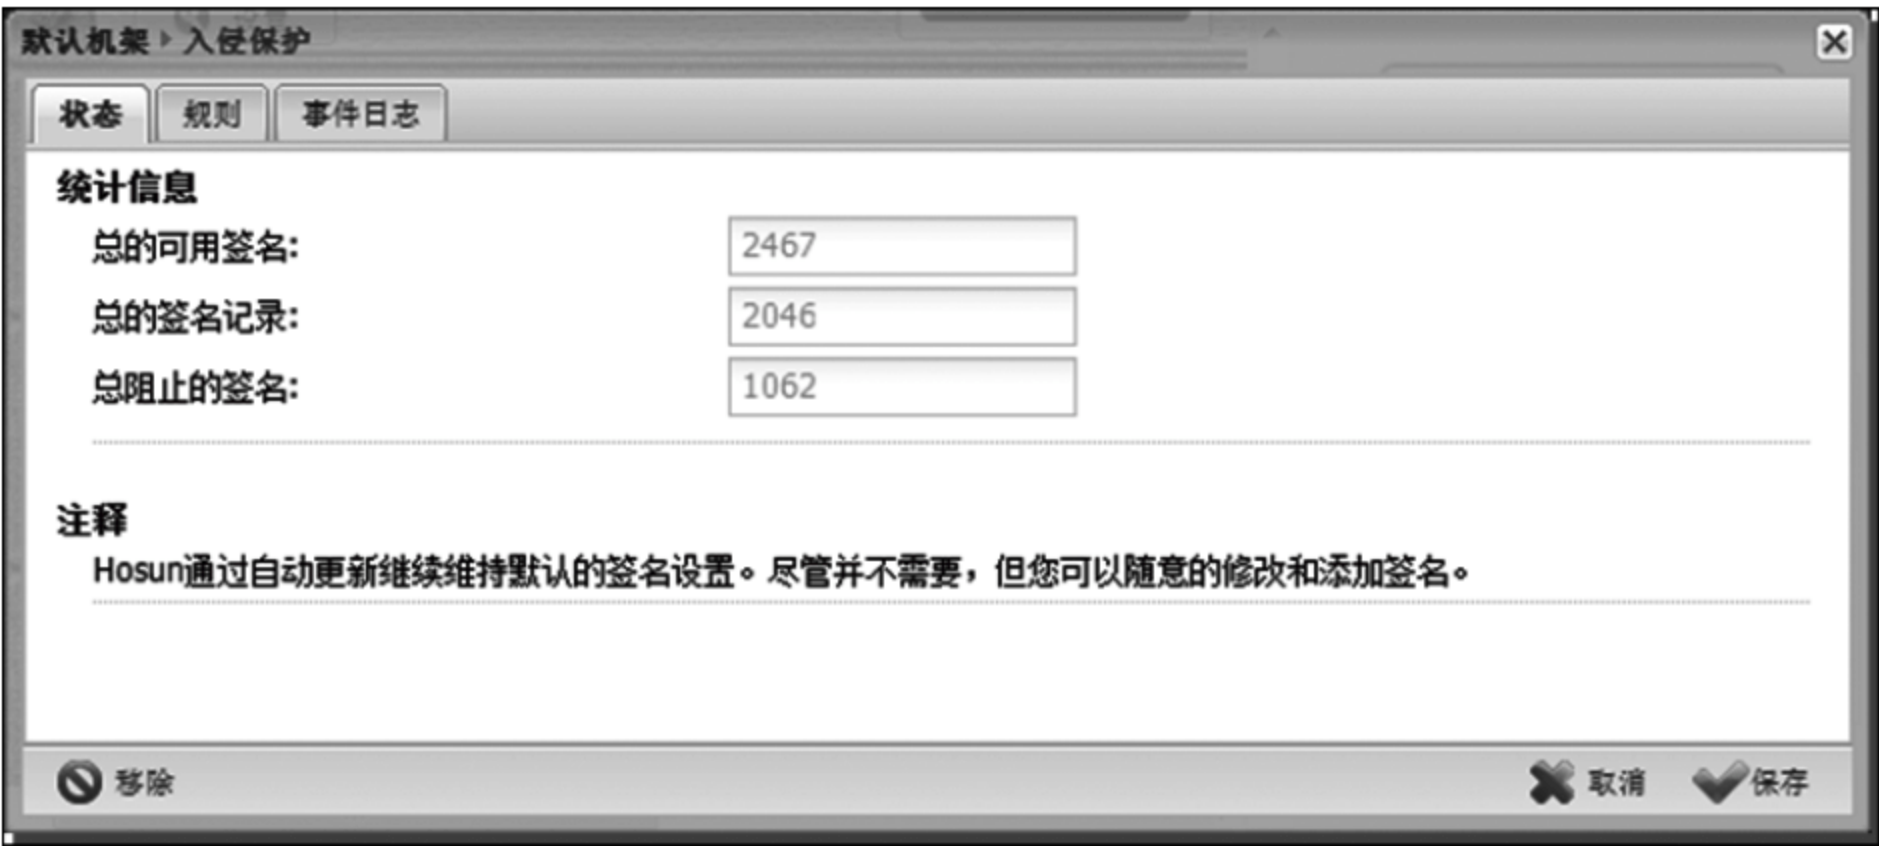 默认机架 ▸ 入侵保护
状态 规则 事件日志
统计信息
总的可用签名: 2467
总的签名记录: 2046
总阻止的签名: 1062
注释
Hosun通过自动更新继续维持默认的签名设置。尽管并不需要，但您可以随意的修改和添加签名。
移除 取消 保存